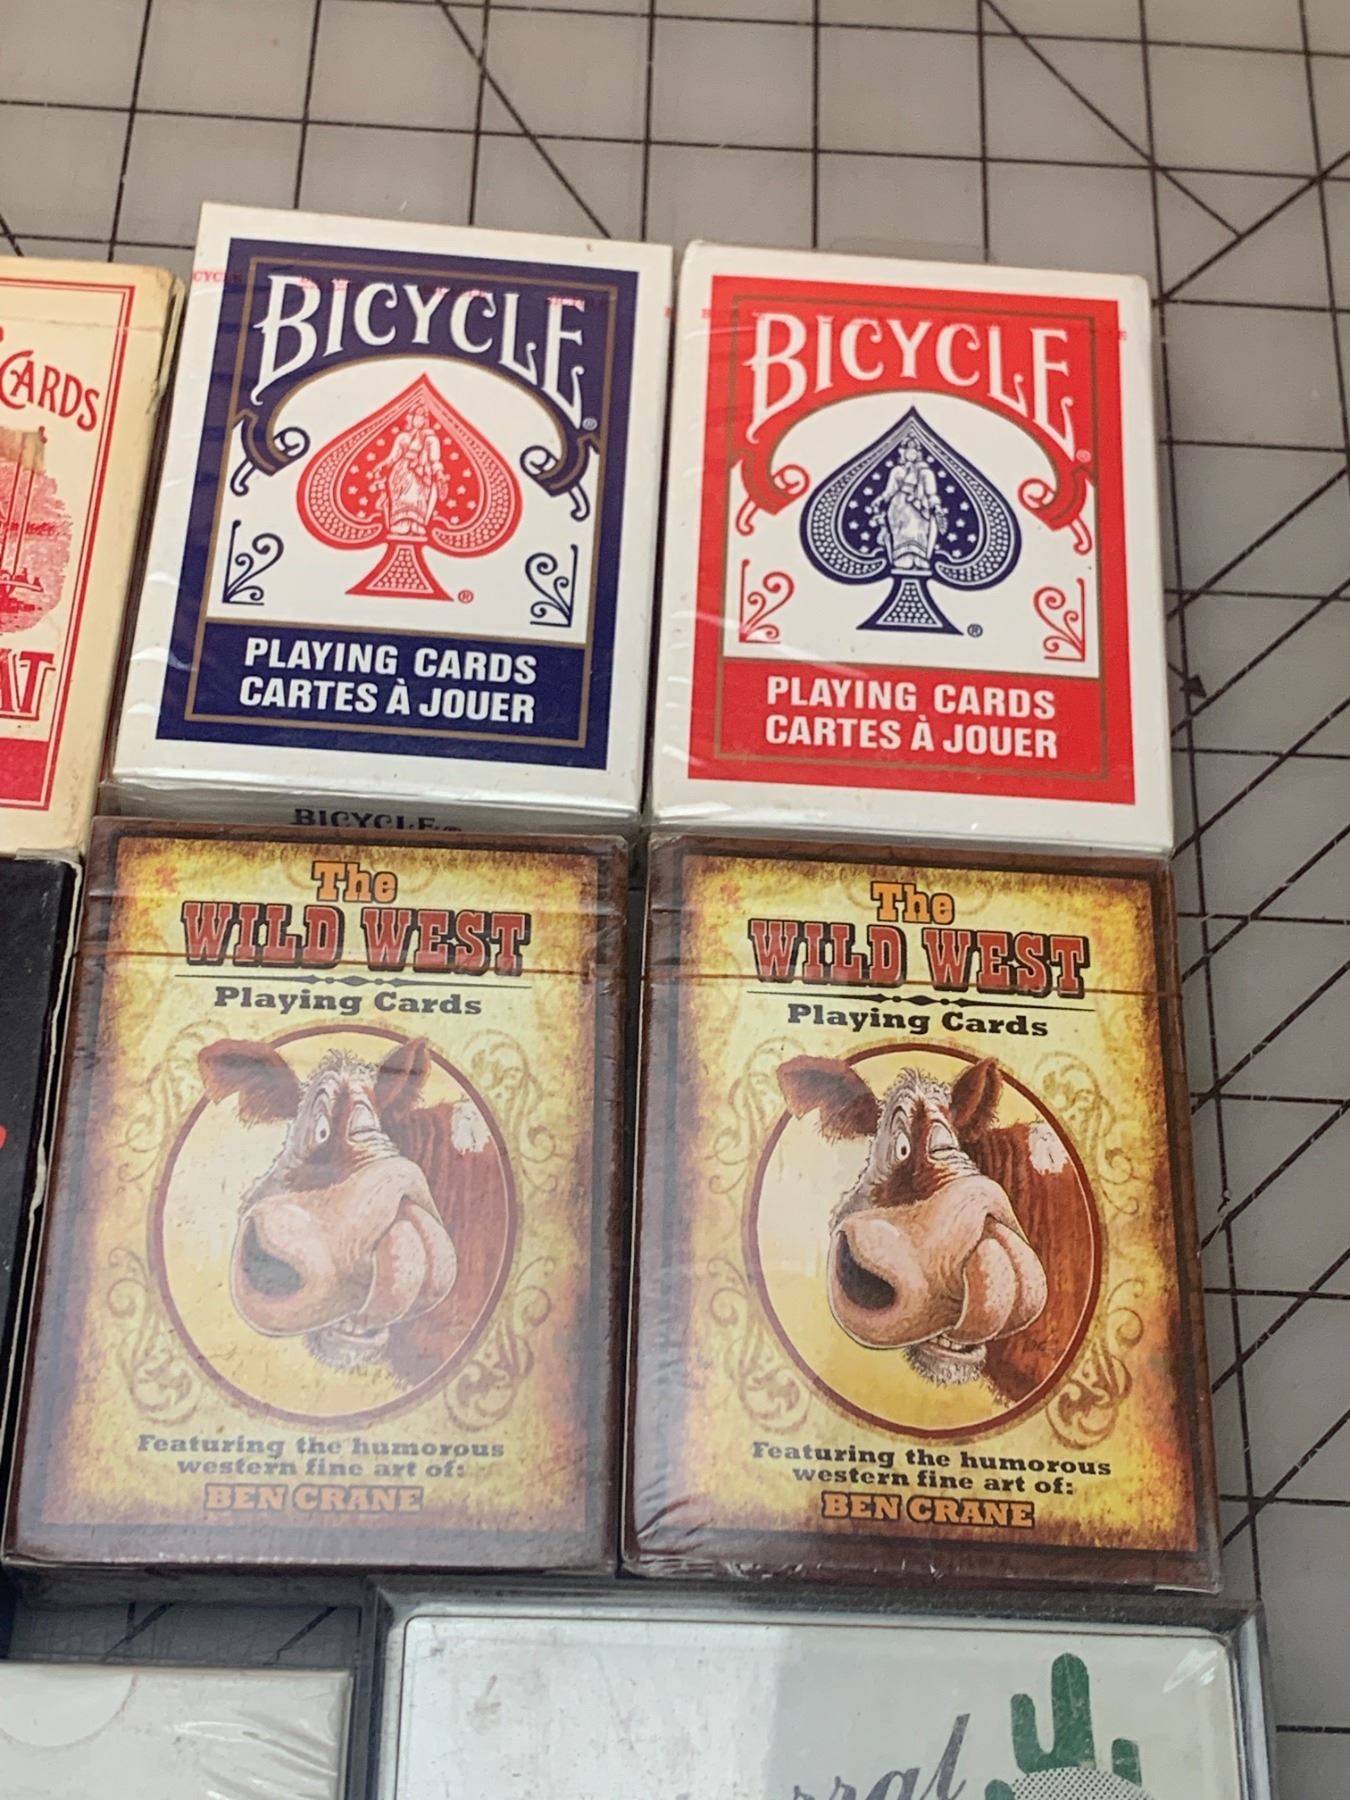 CARDS
BICYCLE®
®
PLAYING CARDS
CARTES À JOUER
BICYCLE®
®
PLAYING CARDS
CARTES À JOUER
BICYCLE®
The
WILD WEST
Playing Cards
Featuring the humorous
western fine art of:
BEN CRANE
The
WILD WEST
Playing Cards
Featuring the humorous
western fine art of:
BEN CRANE